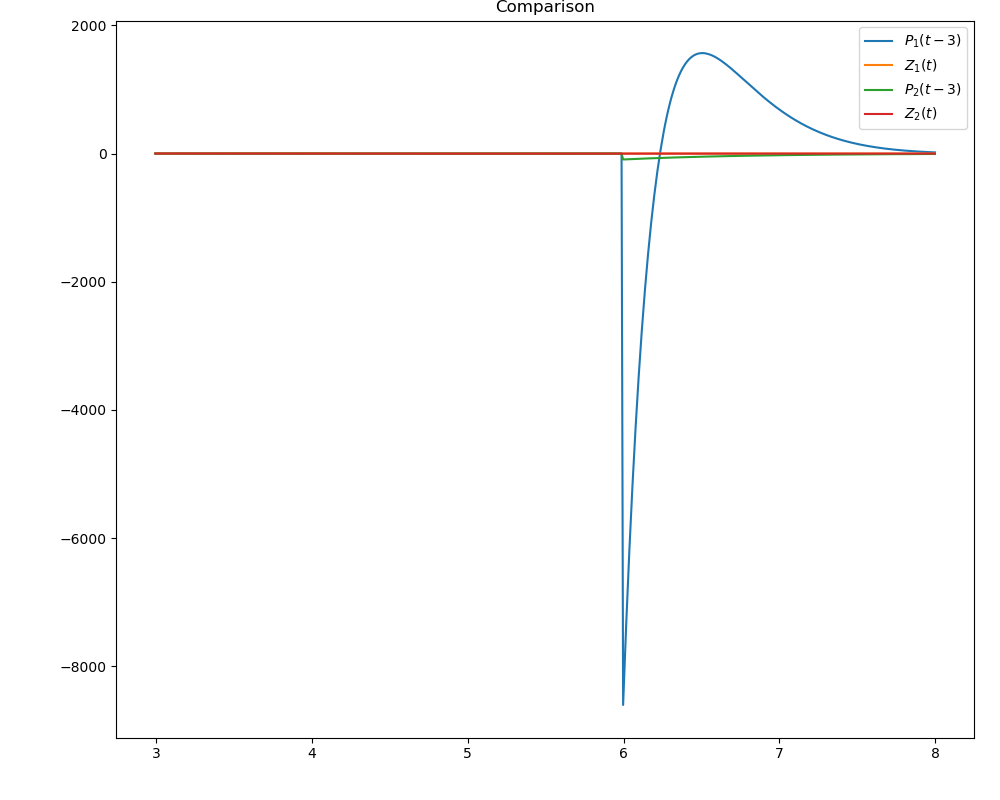 Comparison
2000
0
−2000
−4000
−6000
−8000
3 4 5 6 7 8
P₁(t − 3)
Z₁(t)
P₂(t − 3)
Z₂(t)